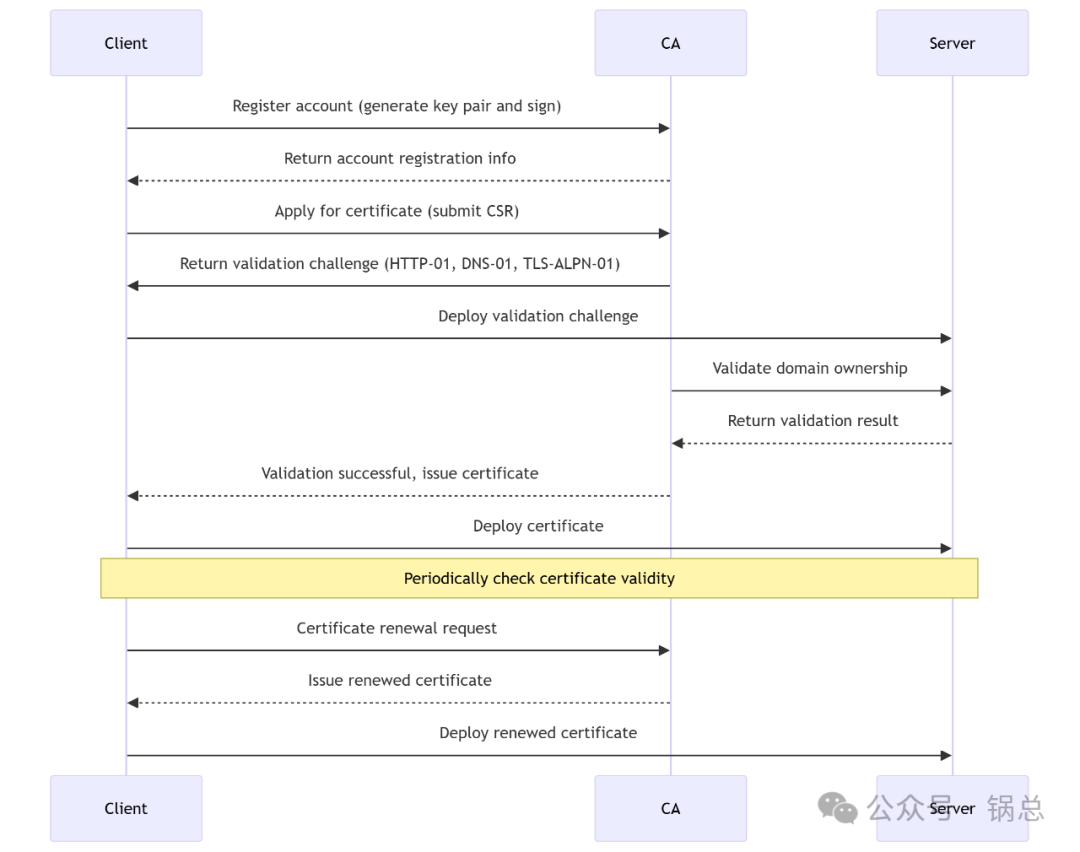 Client
CA
Server
Register account (generate key pair and sign)
Return account registration info
Apply for certificate (submit CSR)
Return validation challenge (HTTP-01, DNS-01, TLS-ALPN-01)
Deploy validation challenge
Validate domain ownership
Return validation result
Validation successful, issue certificate
Deploy certificate
Periodically check certificate validity
Certificate renewal request
Issue renewed certificate
Deploy renewed certificate
Client
CA
Server
公众号 锅总